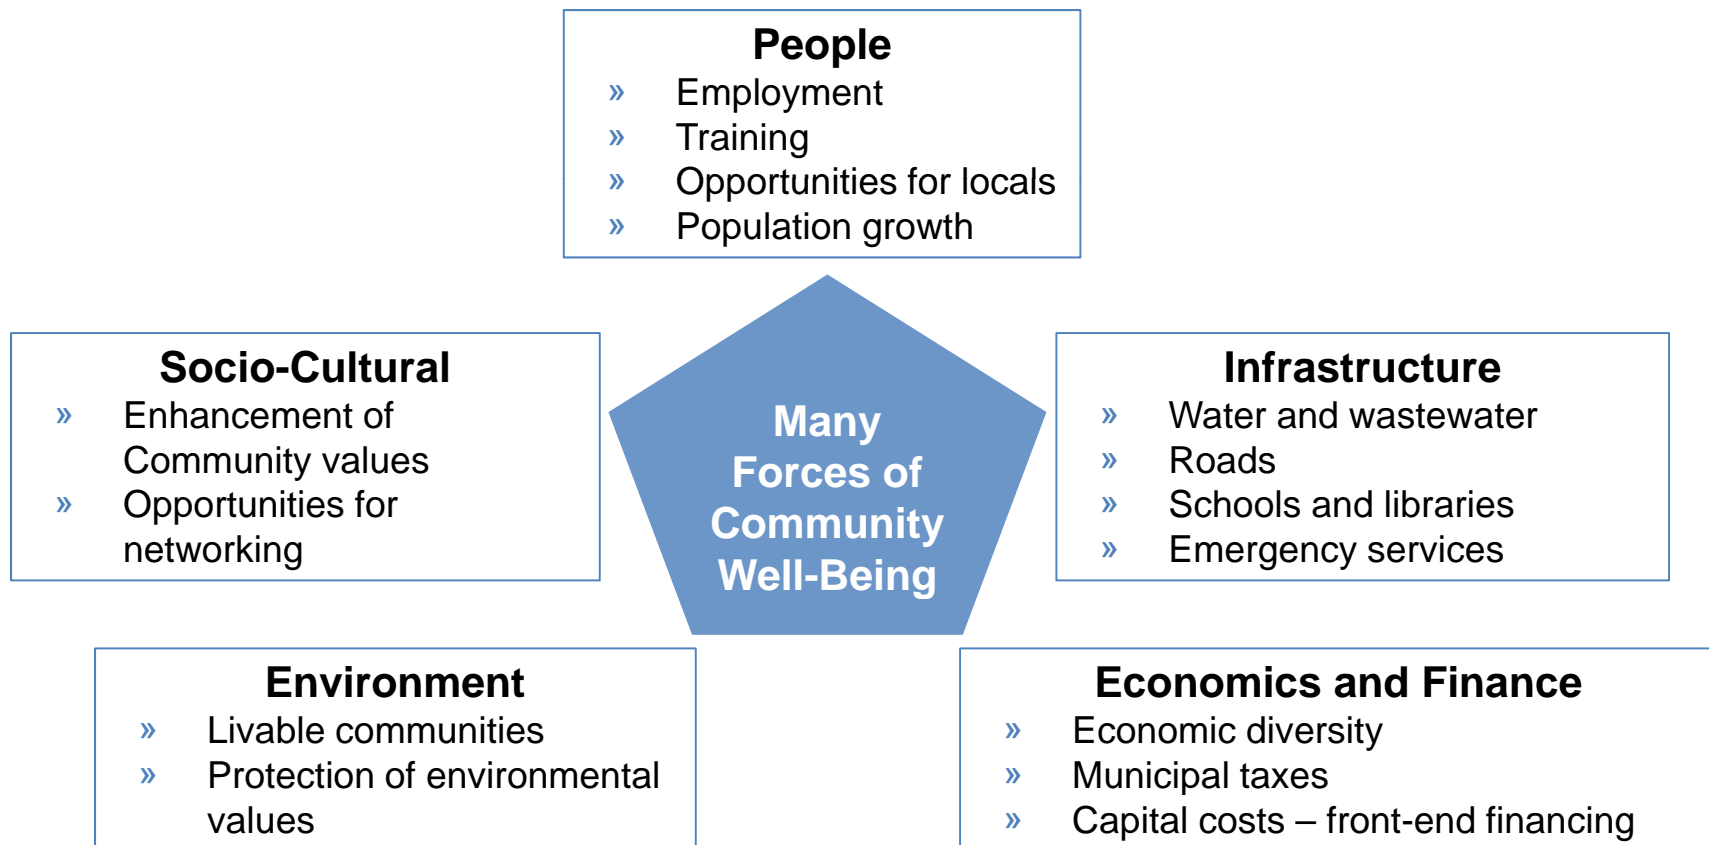 People
» Employment
» Training
» Opportunities for locals
» Population growth
Socio-Cultural
» Enhancement of
Community values
» Opportunities for
networking
Many
Forces of
Community
Well-Being
Infrastructure
» Water and wastewater
» Roads
» Schools and libraries
» Emergency services
Environment
» Livable communities
» Protection of environmental
values
Economics and Finance
» Economic diversity
» Municipal taxes
» Capital costs – front-end financing